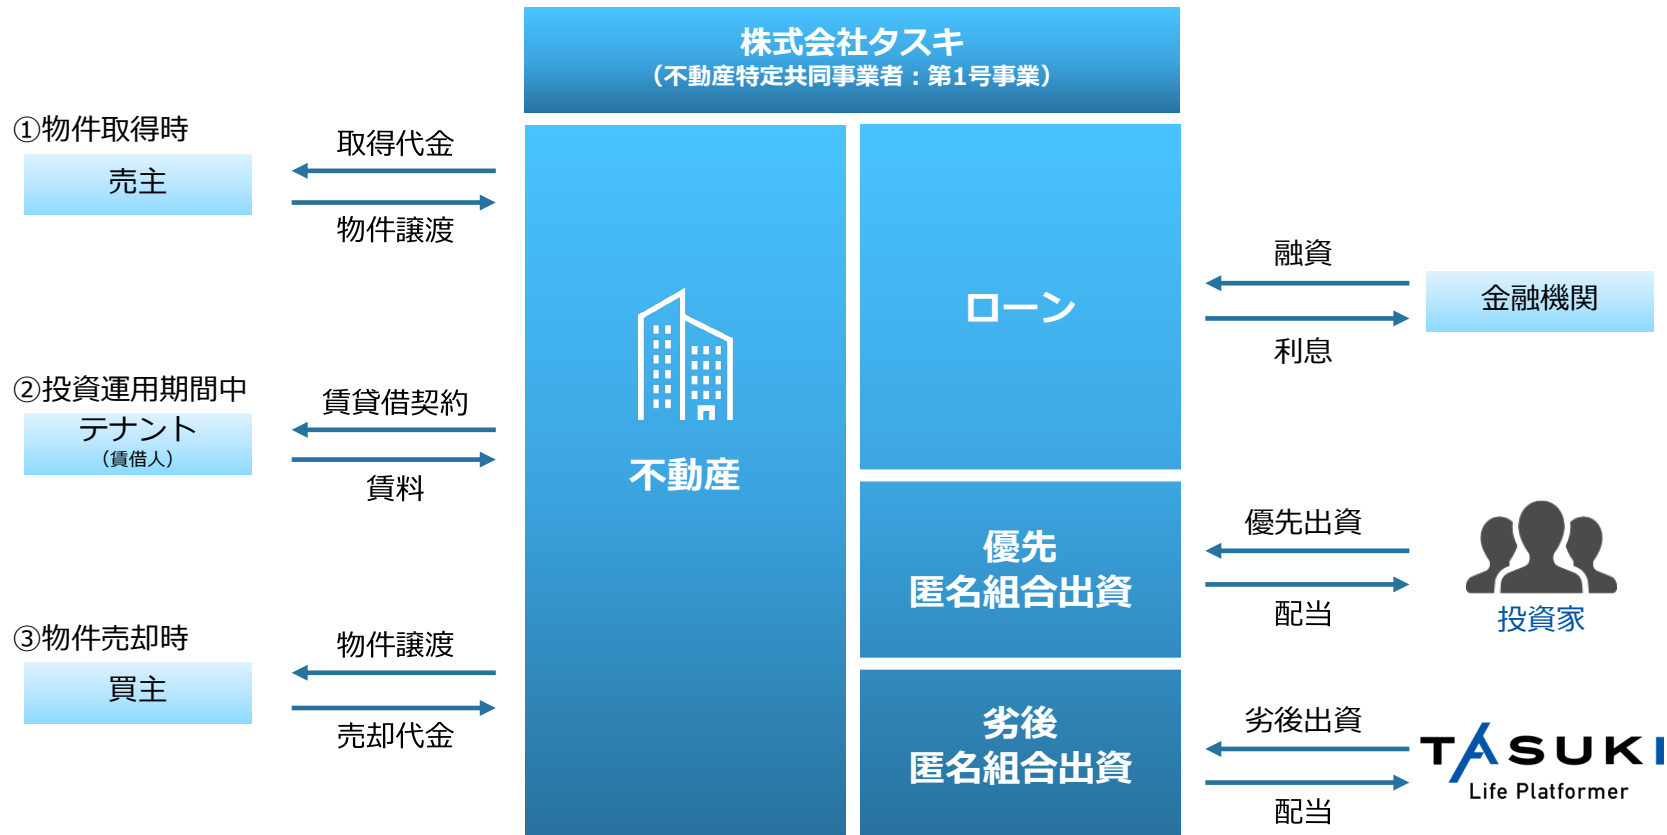 株式会社タスキ
（不動産特定共同事業者：第1号事業）
①物件取得時
売主
取得代金
物件譲渡
②投資運用期間中
テナント
（賃借人）
賃貸借契約
賃料
③物件売却時
買主
物件譲渡
売却代金
不動産
ローン
優先
匿名組合出資
劣後
匿名組合出資
融資
利息
金融機関
優先出資
配当
投資家
劣後出資
配当
TASUKI
Life Platformer